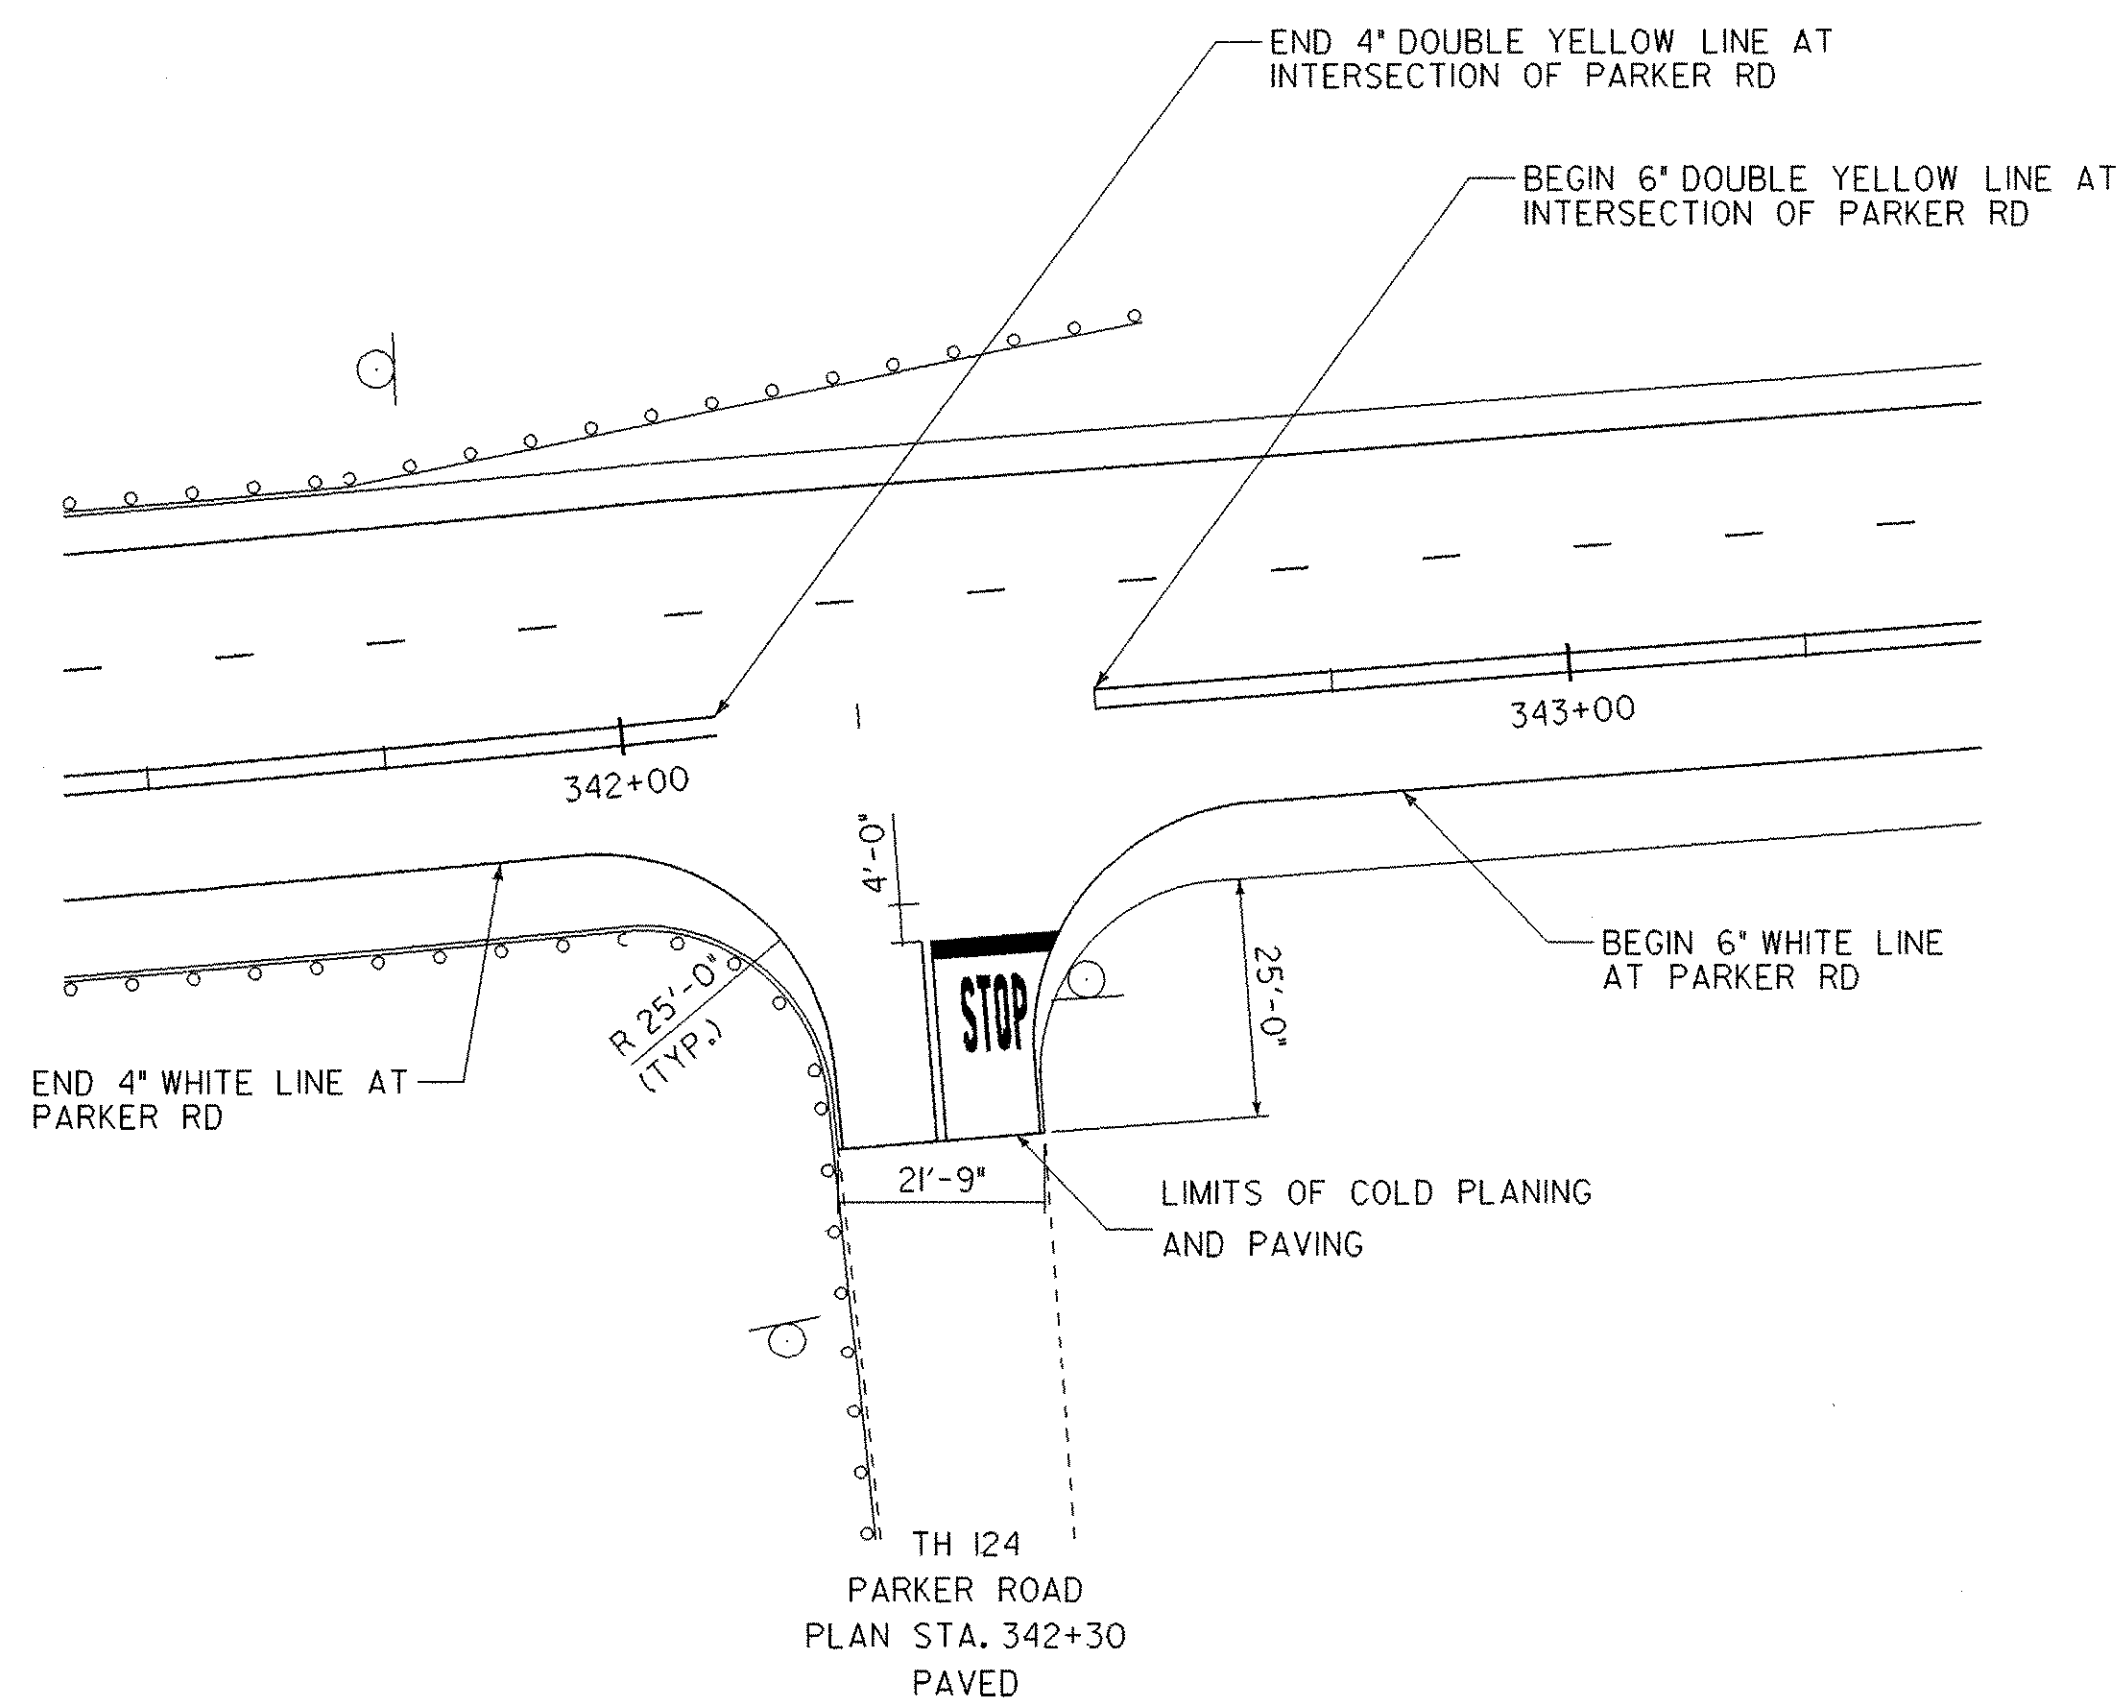 END 4" DOUBLE YELLOW LINE AT
INTERSECTION OF PARKER RD
BEGIN 6" DOUBLE YELLOW LINE AT
INTERSECTION OF PARKER RD
343+00
342+00
4'-0"
BEGIN 6" WHITE LINE
AT PARKER RD
25'-0"
STOP
R 25'-0"
(TYP.)
END 4" WHITE LINE AT
PARKER RD
21'-9"
LIMITS OF COLD PLANING
AND PAVING
TH 124
PARKER ROAD
PLAN STA. 342+30
PAVED